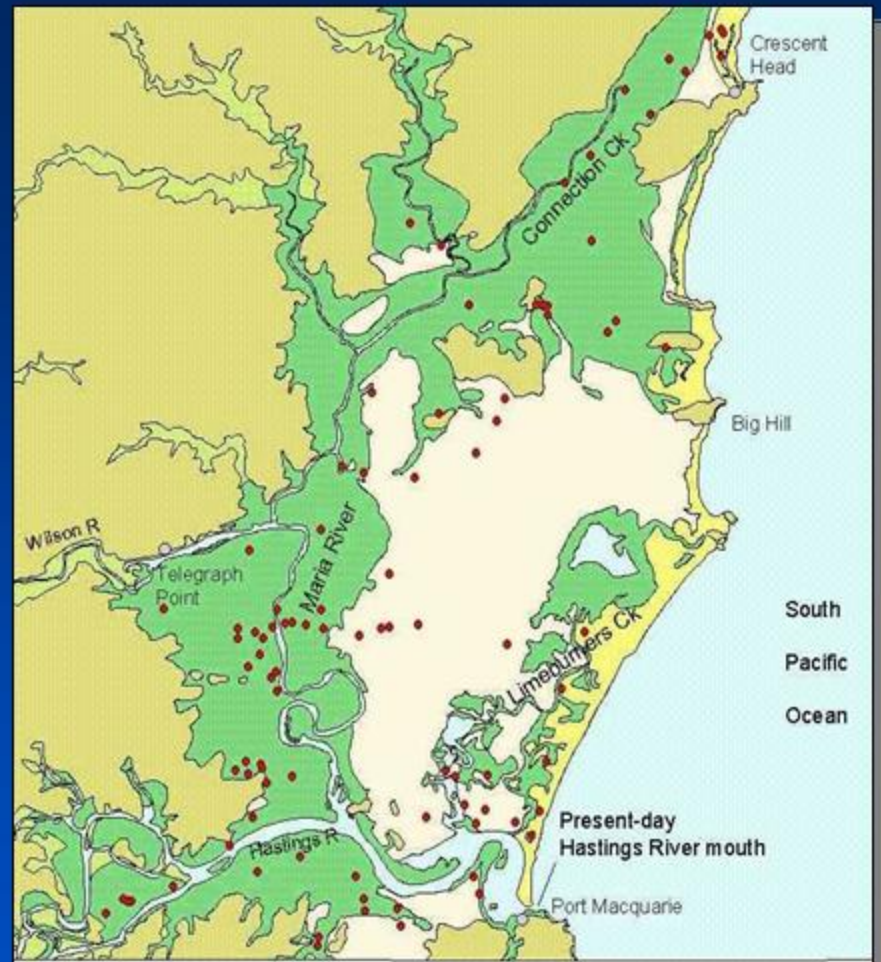 Crescent
Head
Connection Ck
Big Hill
Wilson R
Telegraph
Point
Maria River
South
Pacific
Ocean
Limeburners Ck
Present-day
Hastings River mouth
Hastings R
Port Macquarie